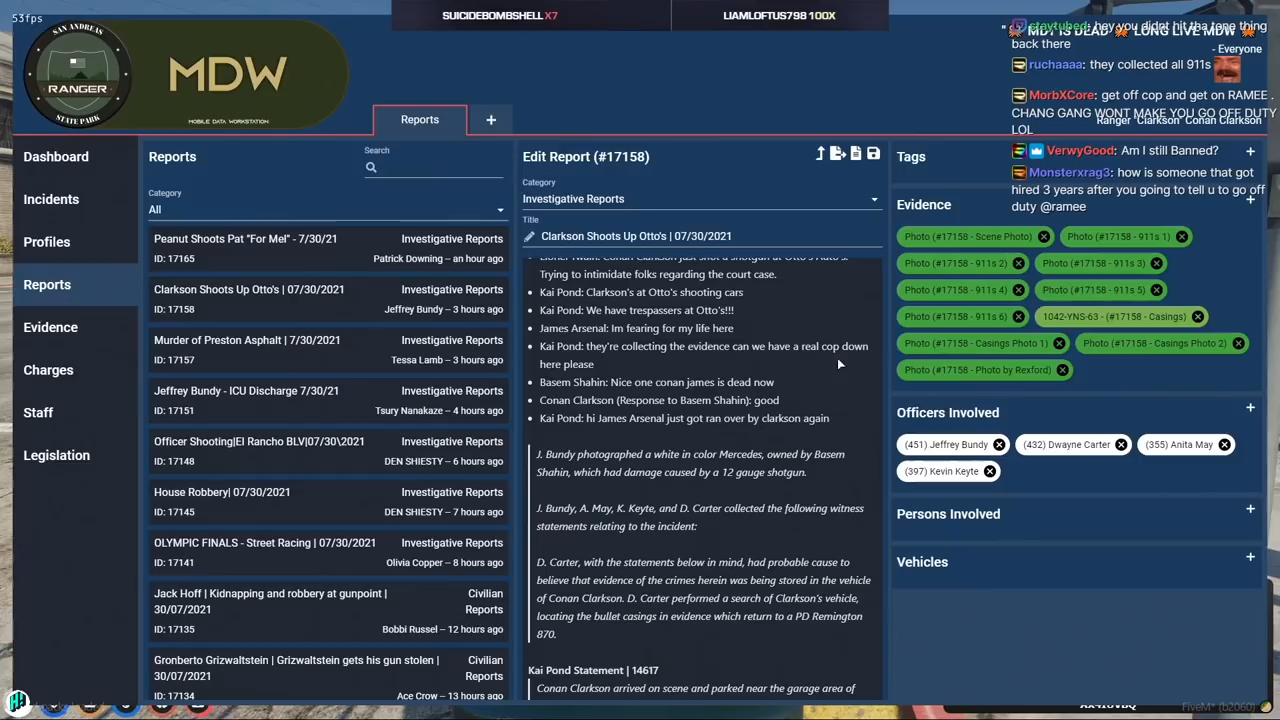 53fps
SUICIDEBOMBSHELL X7
LIAMLOFTUS798 100X
SAN ANDREAS
RANGER
STATE PARK
MDW
MOBILE DATA WORKSTATION
Reports
+
" 💥 MDT IS DEAD 💥 LONG LIVE MDW 💥
- Everyone
Ranger Clarkson Conan Clarkson
staytubed: hey you didnt hit tha tone thing
back there
ruchaaaa: they collected all 911s
MorbXCore: get off cop and get on RAMEE .
CHANG GANG WONT MAKE YOU GO OFF DUTY
LOL
VerwyGood: Am I still Banned?
Monsterxrag3: how is someone that got
hired 3 years after you going to tell u to go off
duty @ramee
Dashboard
Incidents
Profiles
Reports
Evidence
Charges
Staff
Legislation
Reports
Search
Category
All
Peanut Shoots Pat "For Mel" - 7/30/21
Investigative Reports
ID: 17165
Patrick Downing – an hour ago
Clarkson Shoots Up Otto's | 07/30/2021
Investigative Reports
ID: 17158
Jeffrey Bundy – 3 hours ago
Murder of Preston Asphalt | 7/30/21
Investigative Reports
ID: 17157
Tessa Lamb – 3 hours ago
Jeffrey Bundy - ICU Discharge 7/30/21
Investigative Reports
ID: 17151
Tsury Nanakaze – 4 hours ago
Officer Shooting|El Rancho BLV|07/30\2021
Investigative Reports
ID: 17148
DEN SHIESTY – 6 hours ago
House Robbery| 07/30/2021
Investigative Reports
ID: 17145
DEN SHIESTY – 7 hours ago
OLYMPIC FINALS - Street Racing | 07/30/2021
Investigative Reports
ID: 17141
Olivia Copper – 8 hours ago
Jack Hoff | Kidnapping and robbery at gunpoint |
30/07/2021
Civilian
Reports
ID: 17135
Bobbi Russel – 12 hours ago
Gronberto Grizwaltstein | Grizwaltstein gets his gun stolen |
30/07/2021
Civilian
Reports
ID: 17134
Ace Crow – 13 hours ago
Edit Report (#17158)
Category
Investigative Reports
Title
Clarkson Shoots Up Otto's | 07/30/2021
Lionel Twain: Conan Clarkson just shot a shotgun at Otto's Auto's.
Trying to intimidate folks regarding the court case.
Kai Pond: Clarkson's at Otto's shooting cars
Kai Pond: We have trespassers at Otto's!!!
James Arsenal: Im fearing for my life here
Kai Pond: they're collecting the evidence can we have a real cop down
here please
Basem Shahin: Nice one conan james is dead now
Conan Clarkson (Response to Basem Shahin): good
Kai Pond: hi James Arsenal just got ran over by clarkson again
J. Bundy photographed a white in color Mercedes, owned by Basem
Shahin, which had damage caused by a 12 gauge shotgun.
J. Bundy, A. May, K. Keyte, and D. Carter collected the following witness
statements relating to the incident:
D. Carter, with the statements below in mind, had probable cause to
believe that evidence of the crimes herein was being stored in the vehicle
of Conan Clarkson. D. Carter performed a search of Clarkson's vehicle,
locating the bullet casings in evidence which return to a PD Remington
870.
Kai Pond Statement | 14617
Conan Clarkson arrived on scene and parked near the garage area of
Tags
+
Evidence
+
Photo (#17158 - Scene Photo)
Photo (#17158 - 911s 1)
Photo (#17158 - 911s 2)
Photo (#17158 - 911s 3)
Photo (#17158 - 911s 4)
Photo (#17158 - 911s 5)
Photo (#17158 - 911s 6)
1042-YNS-63 - (#17158 - Casings)
Photo (#17158 - Casings Photo 1)
Photo (#17158 - Casings Photo 2)
Photo (#17158 - Photo by Rexford)
Officers Involved
+
(451) Jeffrey Bundy
(432) Dwayne Carter
(355) Anita May
(397) Kevin Keyte
Persons Involved
+
Vehicles
+
FiveM* (b2060)